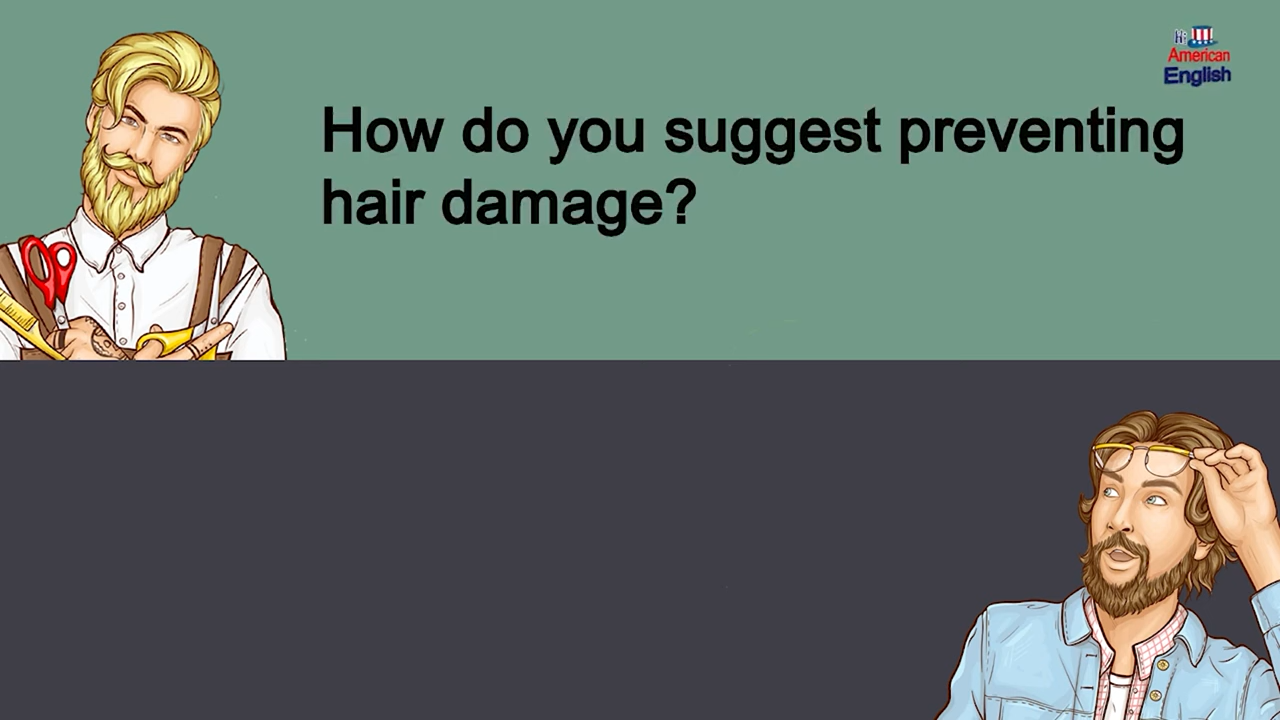 Hi
American
English
How do you suggest preventing
hair damage?